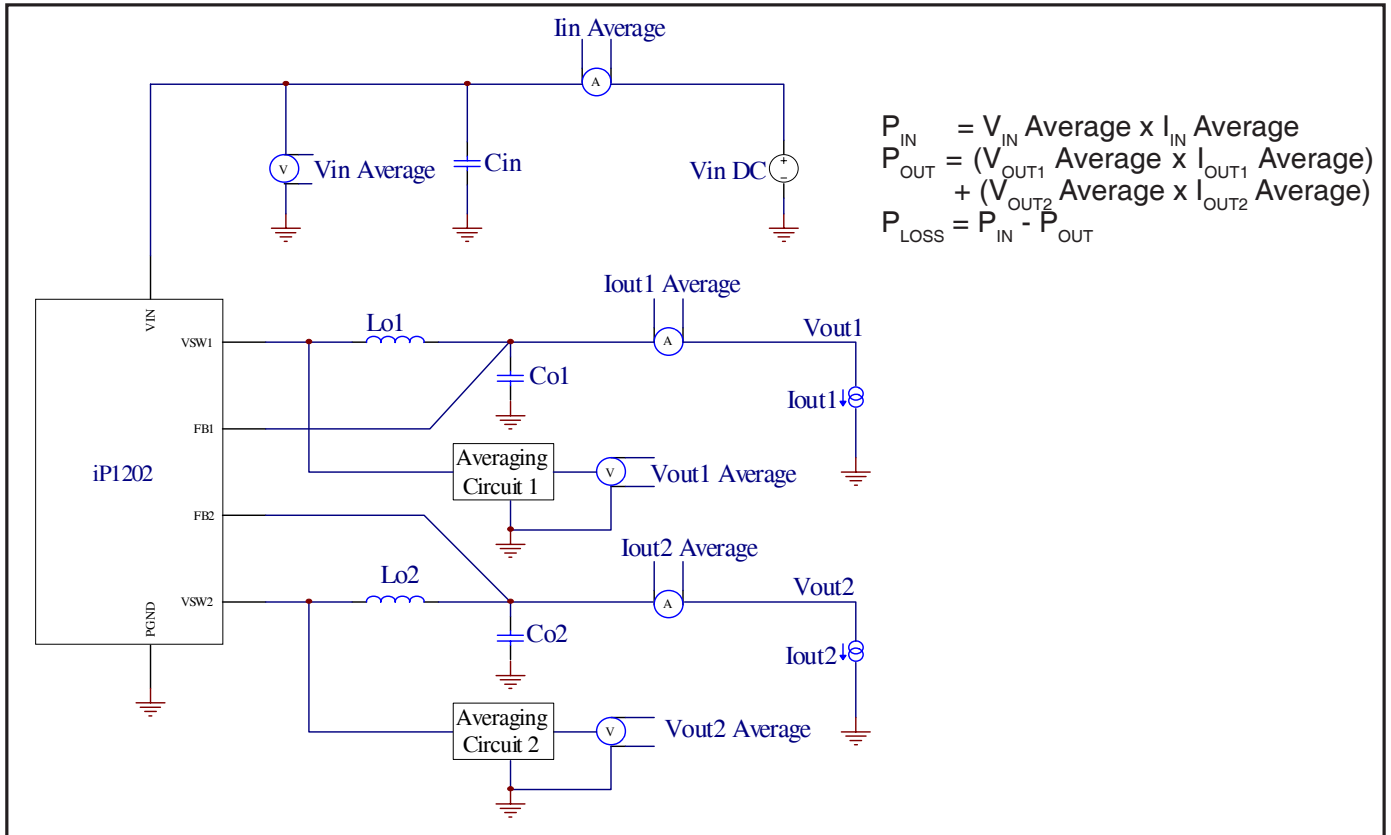 Iin Average
A
V
Vin Average
Cin
Vin DC
+
−
P_IN = V_IN Average x I_IN Average
P_OUT = (V_OUT1 Average x I_OUT1 Average)
+ (V_OUT2 Average x I_OUT2 Average)
P_LOSS = P_IN - P_OUT
VIN
VSW1
FB1
iP1202
FB2
VSW2
PGND
Lo1
Co1
Iout1 Average
A
Vout1
Iout1
Averaging
Circuit 1
V
Vout1 Average
Iout2 Average
A
Lo2
Co2
Vout2
Iout2
Averaging
Circuit 2
V
Vout2 Average